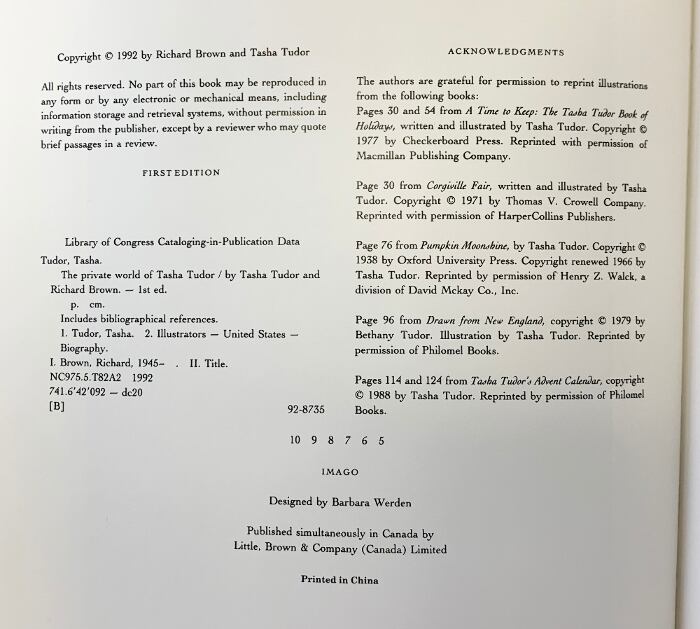 Copyright © 1992 by Richard Brown and Tasha Tudor
All rights reserved. No part of this book may be reproduced in
any form or by any electronic or mechanical means, including
information storage and retrieval systems, without permission in
writing from the publisher, except by a reviewer who may quote
brief passages in a review.
FIRST EDITION
Library of Congress Cataloging-in-Publication Data
Tudor, Tasha.
The private world of Tasha Tudor / by Tasha Tudor and
Richard Brown. — 1st ed.
p. cm.
Includes bibliographical references.
1. Tudor, Tasha. 2. Illustrators — United States —
Biography.
I. Brown, Richard, 1945– . II. Title.
NC975.5.T82A2 1992
741.6'42'092 — dc20
[B]
92-8735
ACKNOWLEDGMENTS
The authors are grateful for permission to reprint illustrations
from the following books:
Pages 30 and 54 from A Time to Keep: The Tasha Tudor Book of
Holidays, written and illustrated by Tasha Tudor. Copyright ©
1977 by Checkerboard Press. Reprinted with permission of
Macmillan Publishing Company.
Page 30 from Corgiville Fair, written and illustrated by Tasha
Tudor. Copyright © 1971 by Thomas V. Crowell Company.
Reprinted with permission of HarperCollins Publishers.
Page 76 from Pumpkin Moonshine, by Tasha Tudor. Copyright ©
1938 by Oxford University Press. Copyright renewed 1966 by
Tasha Tudor. Reprinted by permission of Henry Z. Walck, a
division of David Mckay Co., Inc.
Page 96 from Drawn from New England, copyright © 1979 by
Bethany Tudor. Illustration by Tasha Tudor. Reprinted by
permission of Philomel Books.
Pages 114 and 124 from Tasha Tudor's Advent Calendar, copyright
© 1988 by Tasha Tudor. Reprinted by permission of Philomel
Books.
10 9 8 7 6 5
IMAGO
Designed by Barbara Werden
Published simultaneously in Canada by
Little, Brown & Company (Canada) Limited
Printed in China